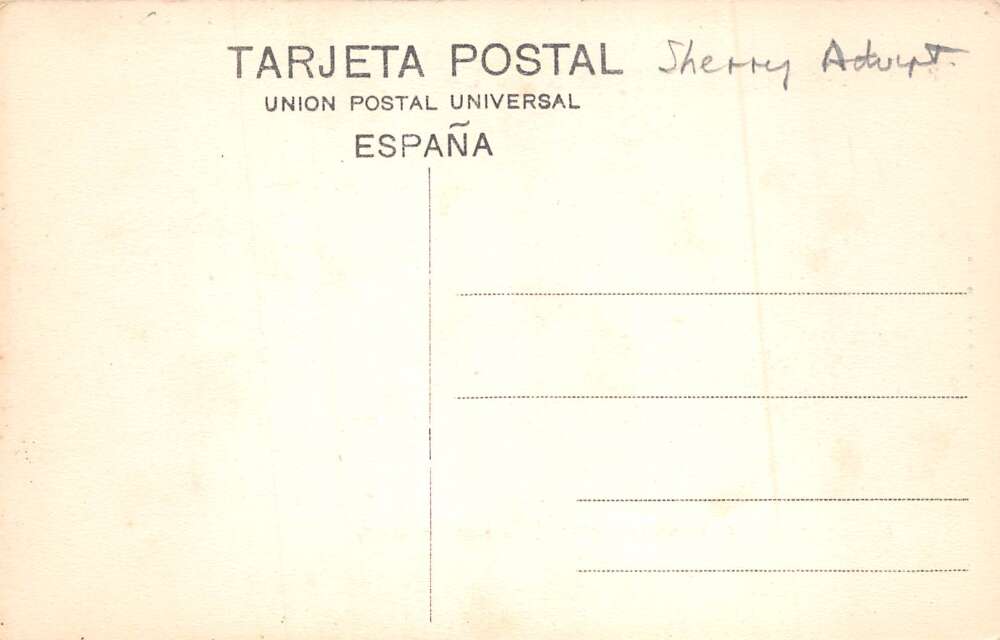 TARJETA POSTAL Sherry Advert.
UNION POSTAL UNIVERSAL
ESPAÑA